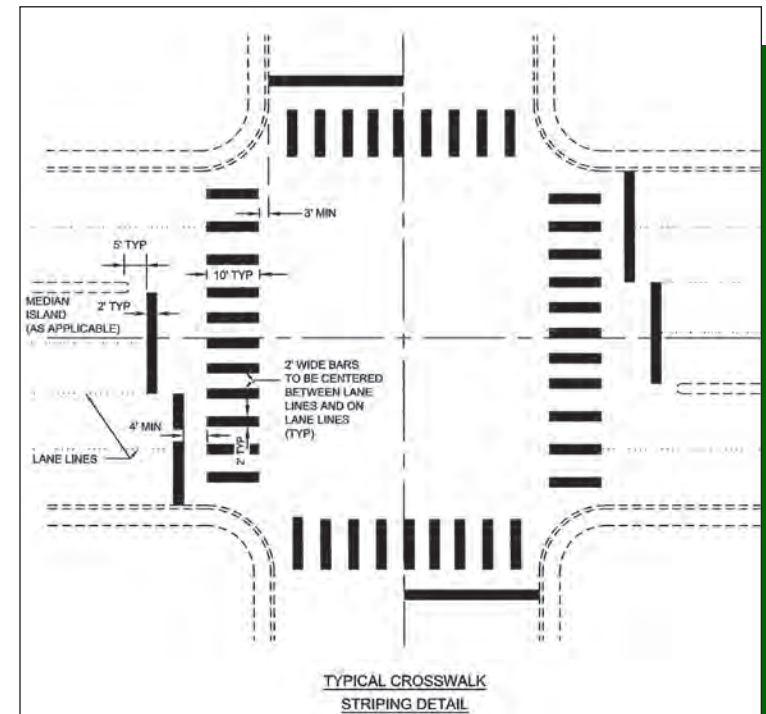 3' MIN
5' TYP
10' TYP
MEDIAN
ISLAND
(AS APPLICABLE)
2' TYP
2' WIDE BARS
TO BE CENTERED
BETWEEN LANE
LINES AND ON
LANE LINES
(TYP)
4' MIN
2' TYP
LANE LINES
TYPICAL CROSSWALK
STRIPING DETAIL